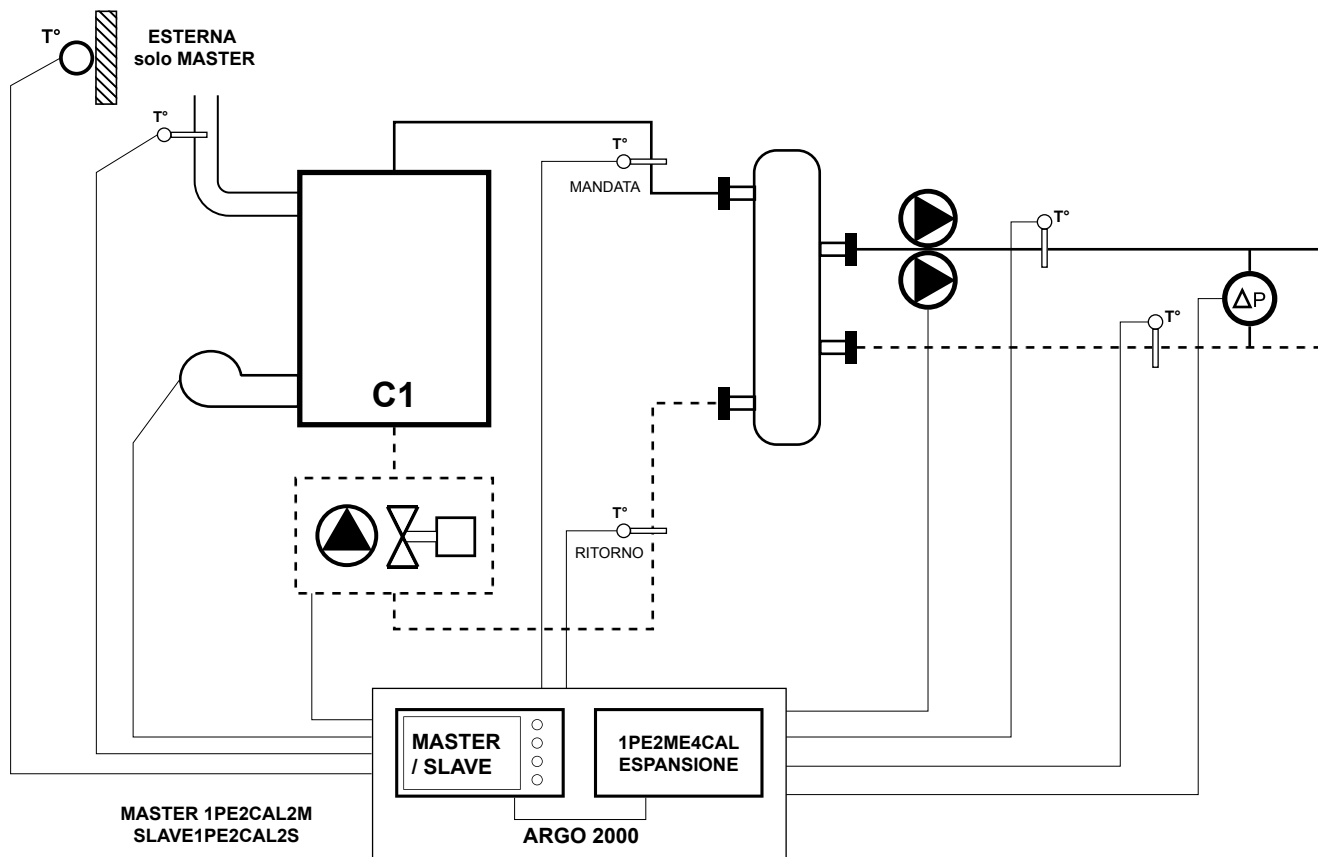 T°
ESTERNA
solo MASTER
T°
T°
MANDATA
T°
T°
ΔP
C1
T°
RITORNO
MASTER
/ SLAVE
1PE2ME4CAL
ESPANSIONE
MASTER 1PE2CAL2M
SLAVE1PE2CAL2S
ARGO 2000